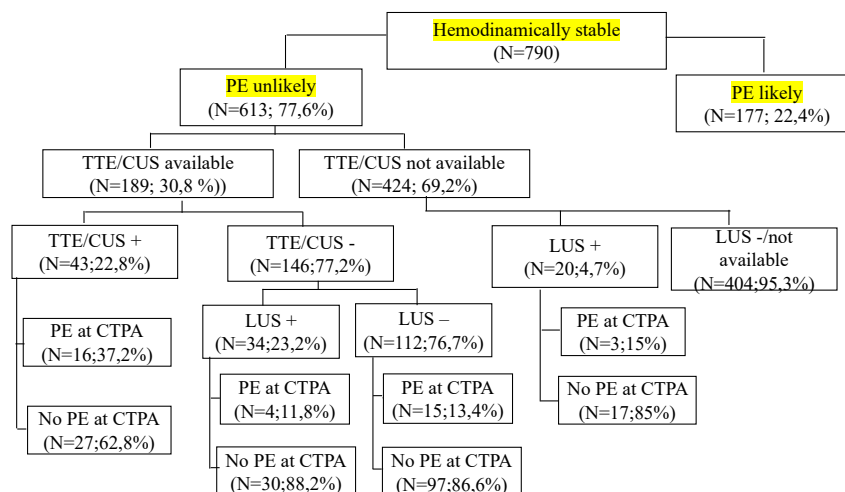 Hemodinamically stable
(N=790)
PE unlikely
(N=613; 77,6%)
PE likely
(N=177; 22,4%)
TTE/CUS available
(N=189; 30,8 %))
TTE/CUS not available
(N=424; 69,2%)
TTE/CUS +
(N=43;22,8%)
TTE/CUS -
(N=146;77,2%)
LUS +
(N=20;4,7%)
LUS -/not
available
(N=404;95,3%)
PE at CTPA
(N=16;37,2%)
No PE at CTPA
(N=27;62,8%)
LUS +
(N=34;23,2%)
LUS –
(N=112;76,7%)
PE at CTPA
(N=4;11,8%)
No PE at CTPA
(N=30;88,2%)
PE at CTPA
(N=15;13,4%)
No PE at CTPA
(N=97;86,6%)
PE at CTPA
(N=3;15%)
No PE at CTPA
(N=17;85%)